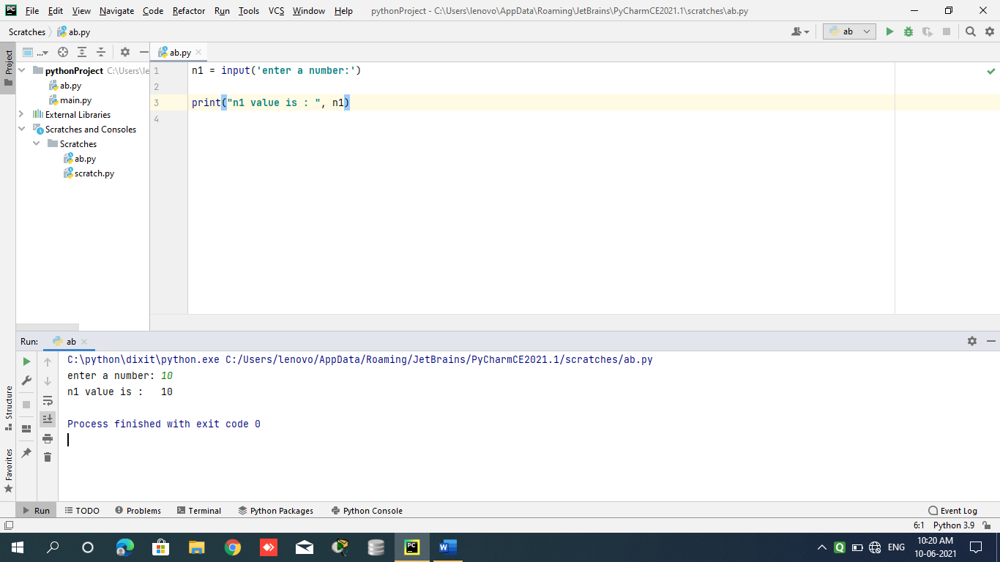 PC File Edit View Navigate Code Refactor Run Tools VCS Window Help pythonProject - C:\Users\lenovo\AppData\Roaming\JetBrains\PyCharmCE2021.1\scratches\ab.py
Scratches ab.py ab
Project ... ab.py
pythonProject C:\Users\le
ab.py
main.py
External Libraries
Scratches and Consoles
Scratches
ab.py
scratch.py
1 n1 = input('enter a number:')
2
3 print("n1 value is : ", n1)
4
Run: ab
C:\python\dixit\python.exe C:/Users/lenovo/AppData/Roaming/JetBrains/PyCharmCE2021.1/scratches/ab.py
enter a number: 10
n1 value is :   10
Process finished with exit code 0
Structure
Favorites
Run TODO Problems Terminal Python Packages Python Console Event Log
6:1 Python 3.9
PC W Q ENG 10:20 AM
10-06-2021